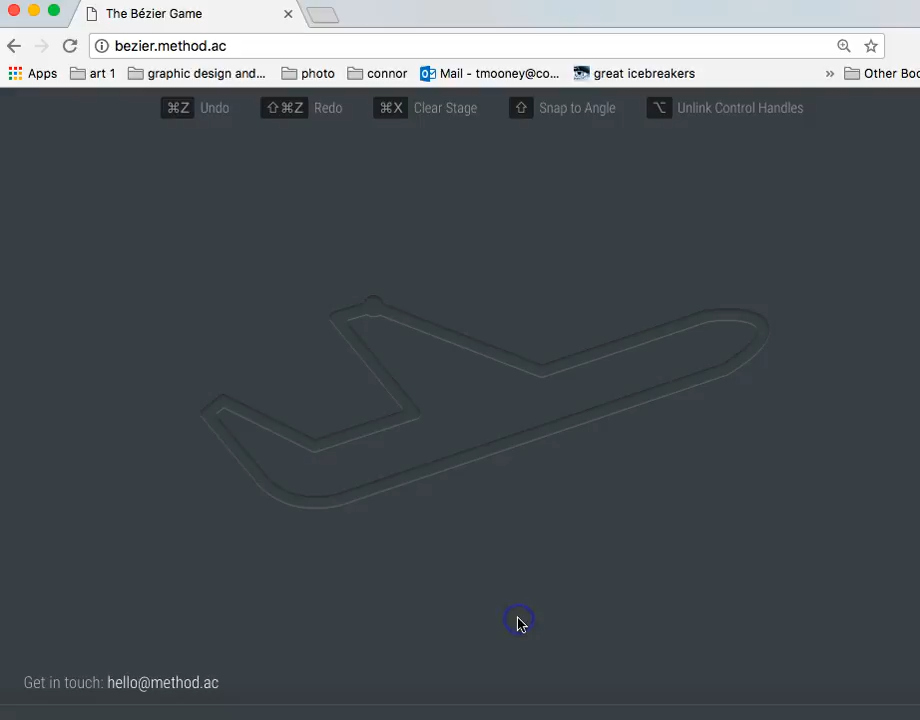 The Bézier Game
bezier.method.ac
Apps art 1 graphic design and... photo connor Mail - tmooney@co... great icebreakers » Other Boo
⌘Z Undo ⇧⌘Z Redo ⌘X Clear Stage ⇧ Snap to Angle ⌥ Unlink Control Handles
Get in touch: hello@method.ac